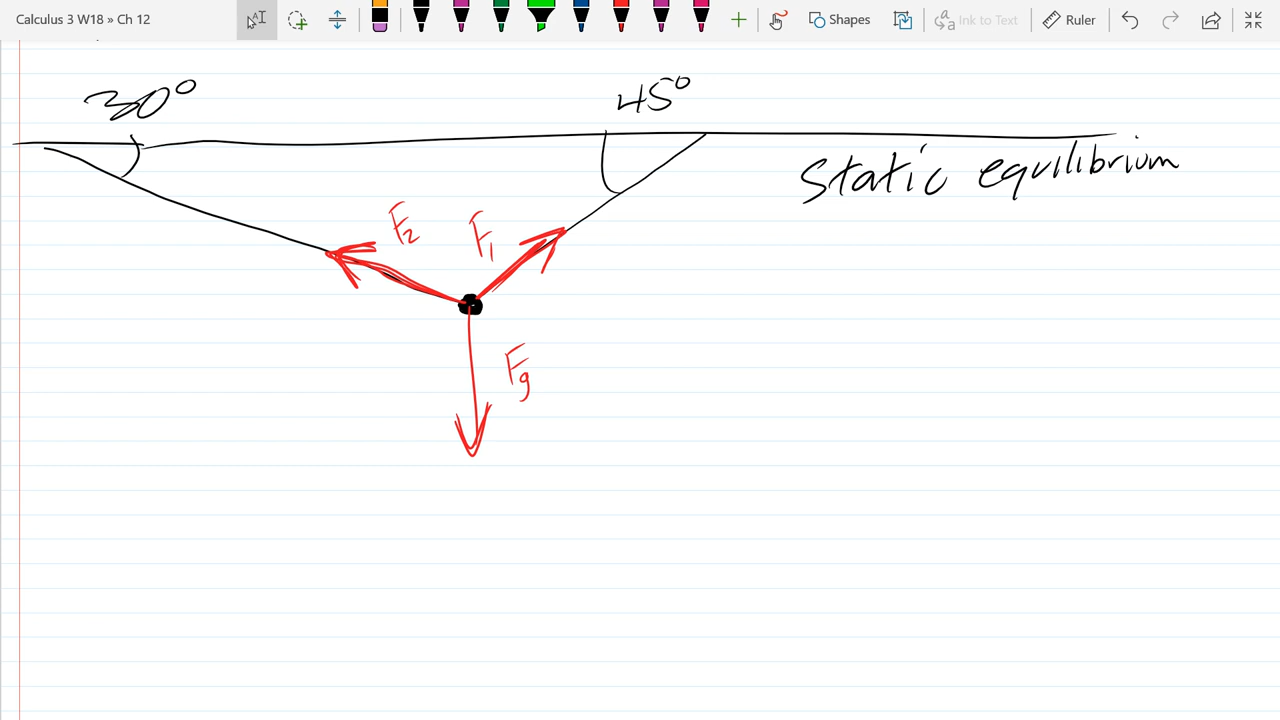 Calculus 3 W18 » Ch 12
Shapes
Ink to Text
Ruler
30° 45°
Static equilibrium
F₂ F₁
Fg